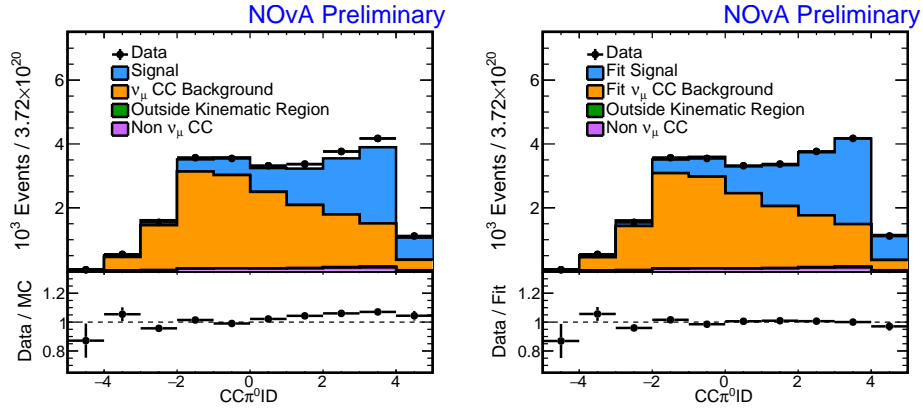 NOvA Preliminary
10³ Events / 3.72×10²⁰
6
4
2
Data
Signal
νμ CC Background
Outside Kinematic Region
Non νμ CC
Data / MC
1.2
1
0.8
−4 −2 0 2 4
CCπ⁰ID
NOvA Preliminary
10³ Events / 3.72×10²⁰
6
4
2
Data
Fit Signal
Fit νμ CC Background
Outside Kinematic Region
Non νμ CC
Data / Fit
1.2
1
0.8
−4 −2 0 2 4
CCπ⁰ID